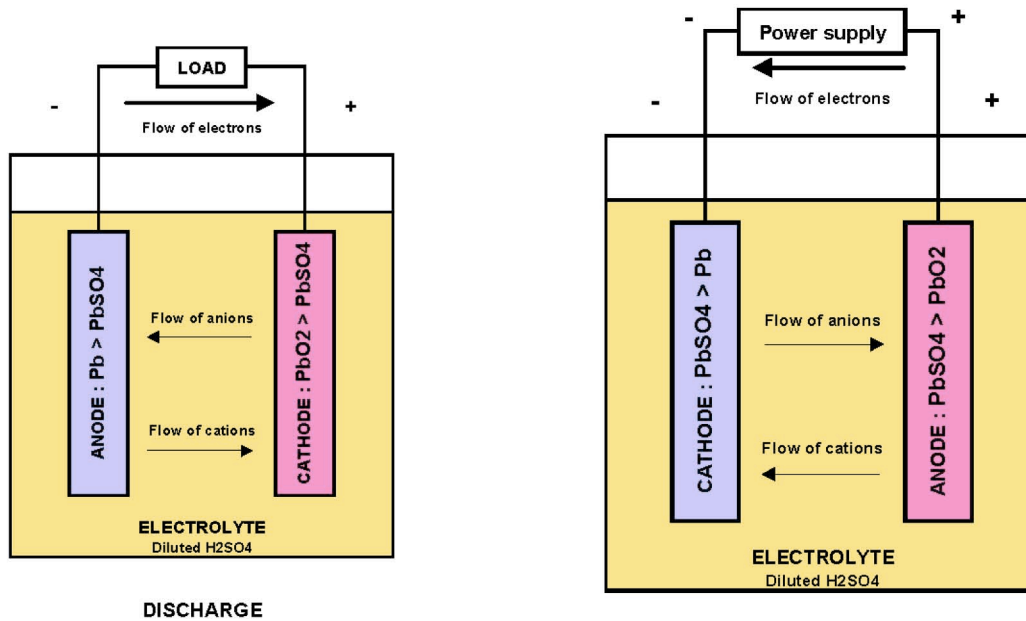 LOAD
-
+
Flow of electrons
ANODE : Pb > PbSO4
Flow of anions
Flow of cations
CATHODE : PbO2 > PbSO4
ELECTROLYTE
Diluted H2SO4
DISCHARGE
-
Power supply
+
Flow of electrons
-
+
CATHODE : PbSO4 > Pb
Flow of anions
Flow of cations
ANODE : PbSO4 > PbO2
ELECTROLYTE
Diluted H2SO4